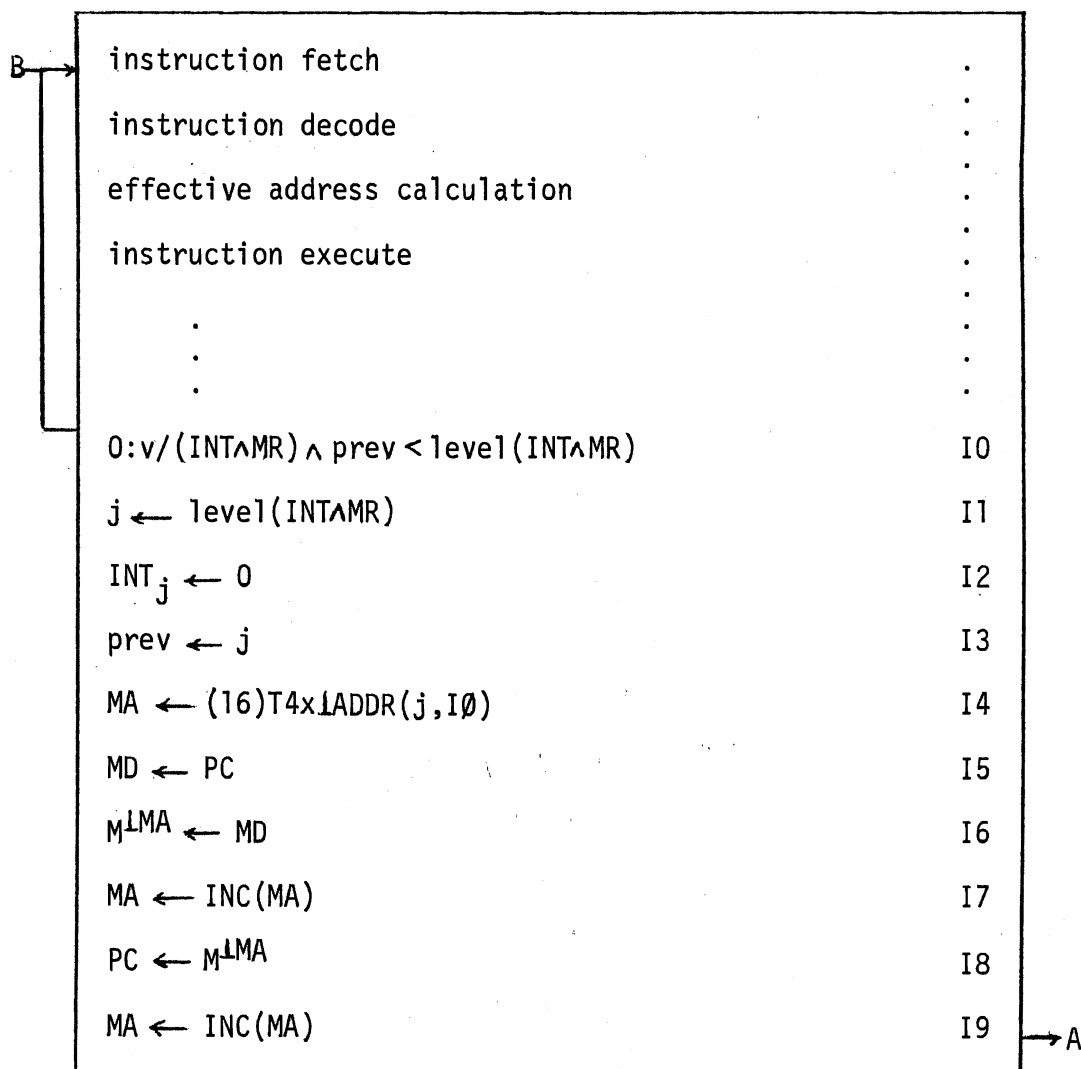 B
instruction fetch .
.
instruction decode .
.
effective address calculation .
.
instruction execute .
.
. .
. .
. .
0:v/(INT∧MR) ∧ prev < level(INT∧MR) I0
j ← level(INT∧MR) I1
INTj ← 0 I2
prev ← j I3
MA ← (16)T4x⊥ADDR(j,IØ) I4
MD ← PC I5
M⊥MA ← MD I6
MA ← INC(MA) I7
PC ← M⊥MA I8
MA ← INC(MA) I9
A